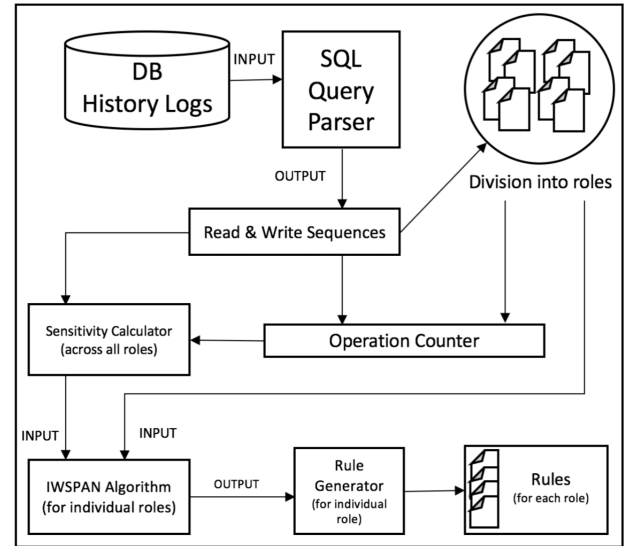 DB
History Logs
INPUT
SQL
Query
Parser
OUTPUT
Division into roles
Read & Write Sequences
Sensitivity Calculator
(across all roles)
Operation Counter
INPUT
INPUT
IWSPAN Algorithm
(for individual roles)
OUTPUT
Rule
Generator
(for individual
role)
Rules
(for each role)